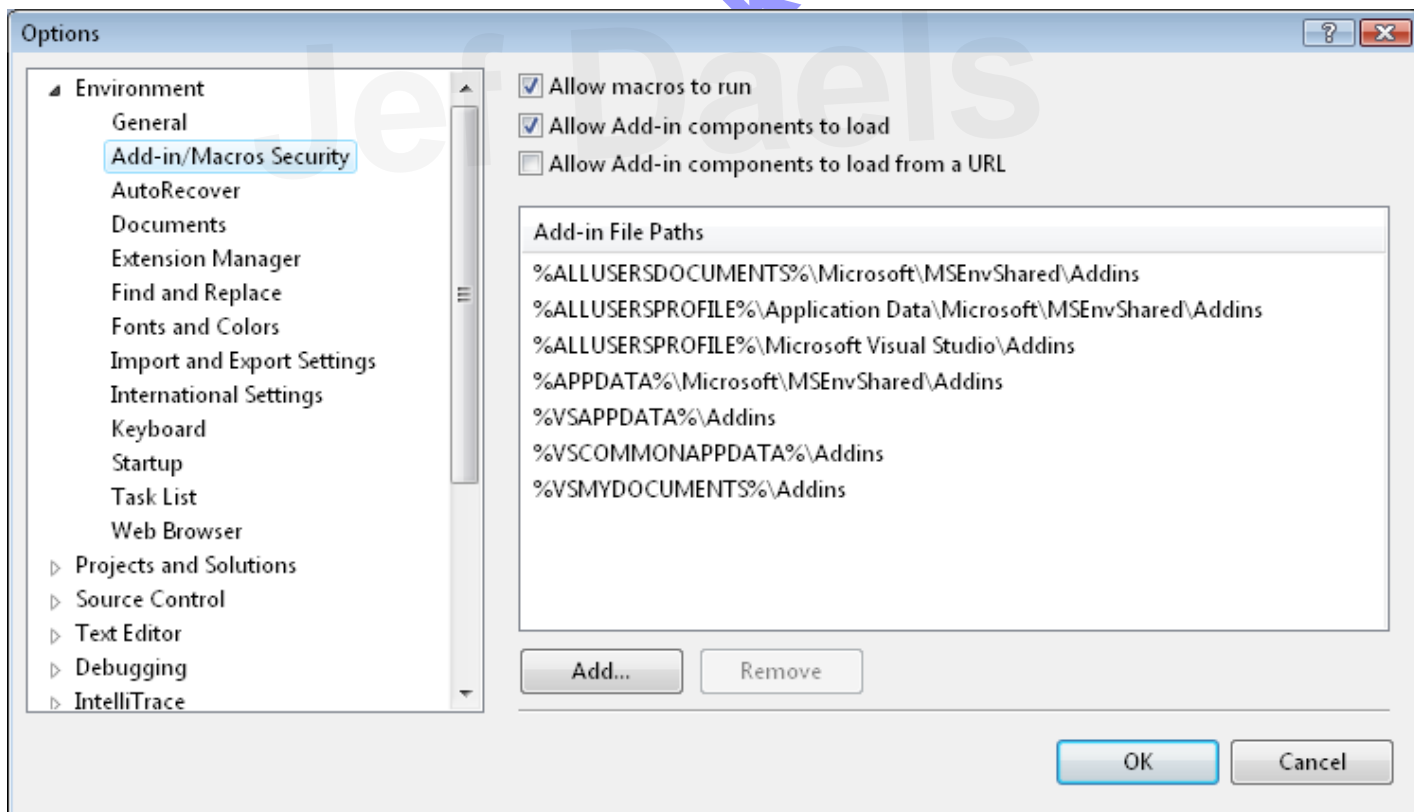 Options
Jef Daels
Environment
General
Add-in/Macros Security
AutoRecover
Documents
Extension Manager
Find and Replace
Fonts and Colors
Import and Export Settings
International Settings
Keyboard
Startup
Task List
Web Browser
Projects and Solutions
Source Control
Text Editor
Debugging
IntelliTrace
Allow macros to run
Allow Add-in components to load
Allow Add-in components to load from a URL
Add-in File Paths
%ALLUSERSDOCUMENTS%\Microsoft\MSEnvShared\Addins
%ALLUSERSPROFILE%\Application Data\Microsoft\MSEnvShared\Addins
%ALLUSERSPROFILE%\Microsoft Visual Studio\Addins
%APPDATA%\Microsoft\MSEnvShared\Addins
%VSAPPDATA%\Addins
%VSCOMMONAPPDATA%\Addins
%VSMYDOCUMENTS%\Addins
Add...
Remove
OK
Cancel